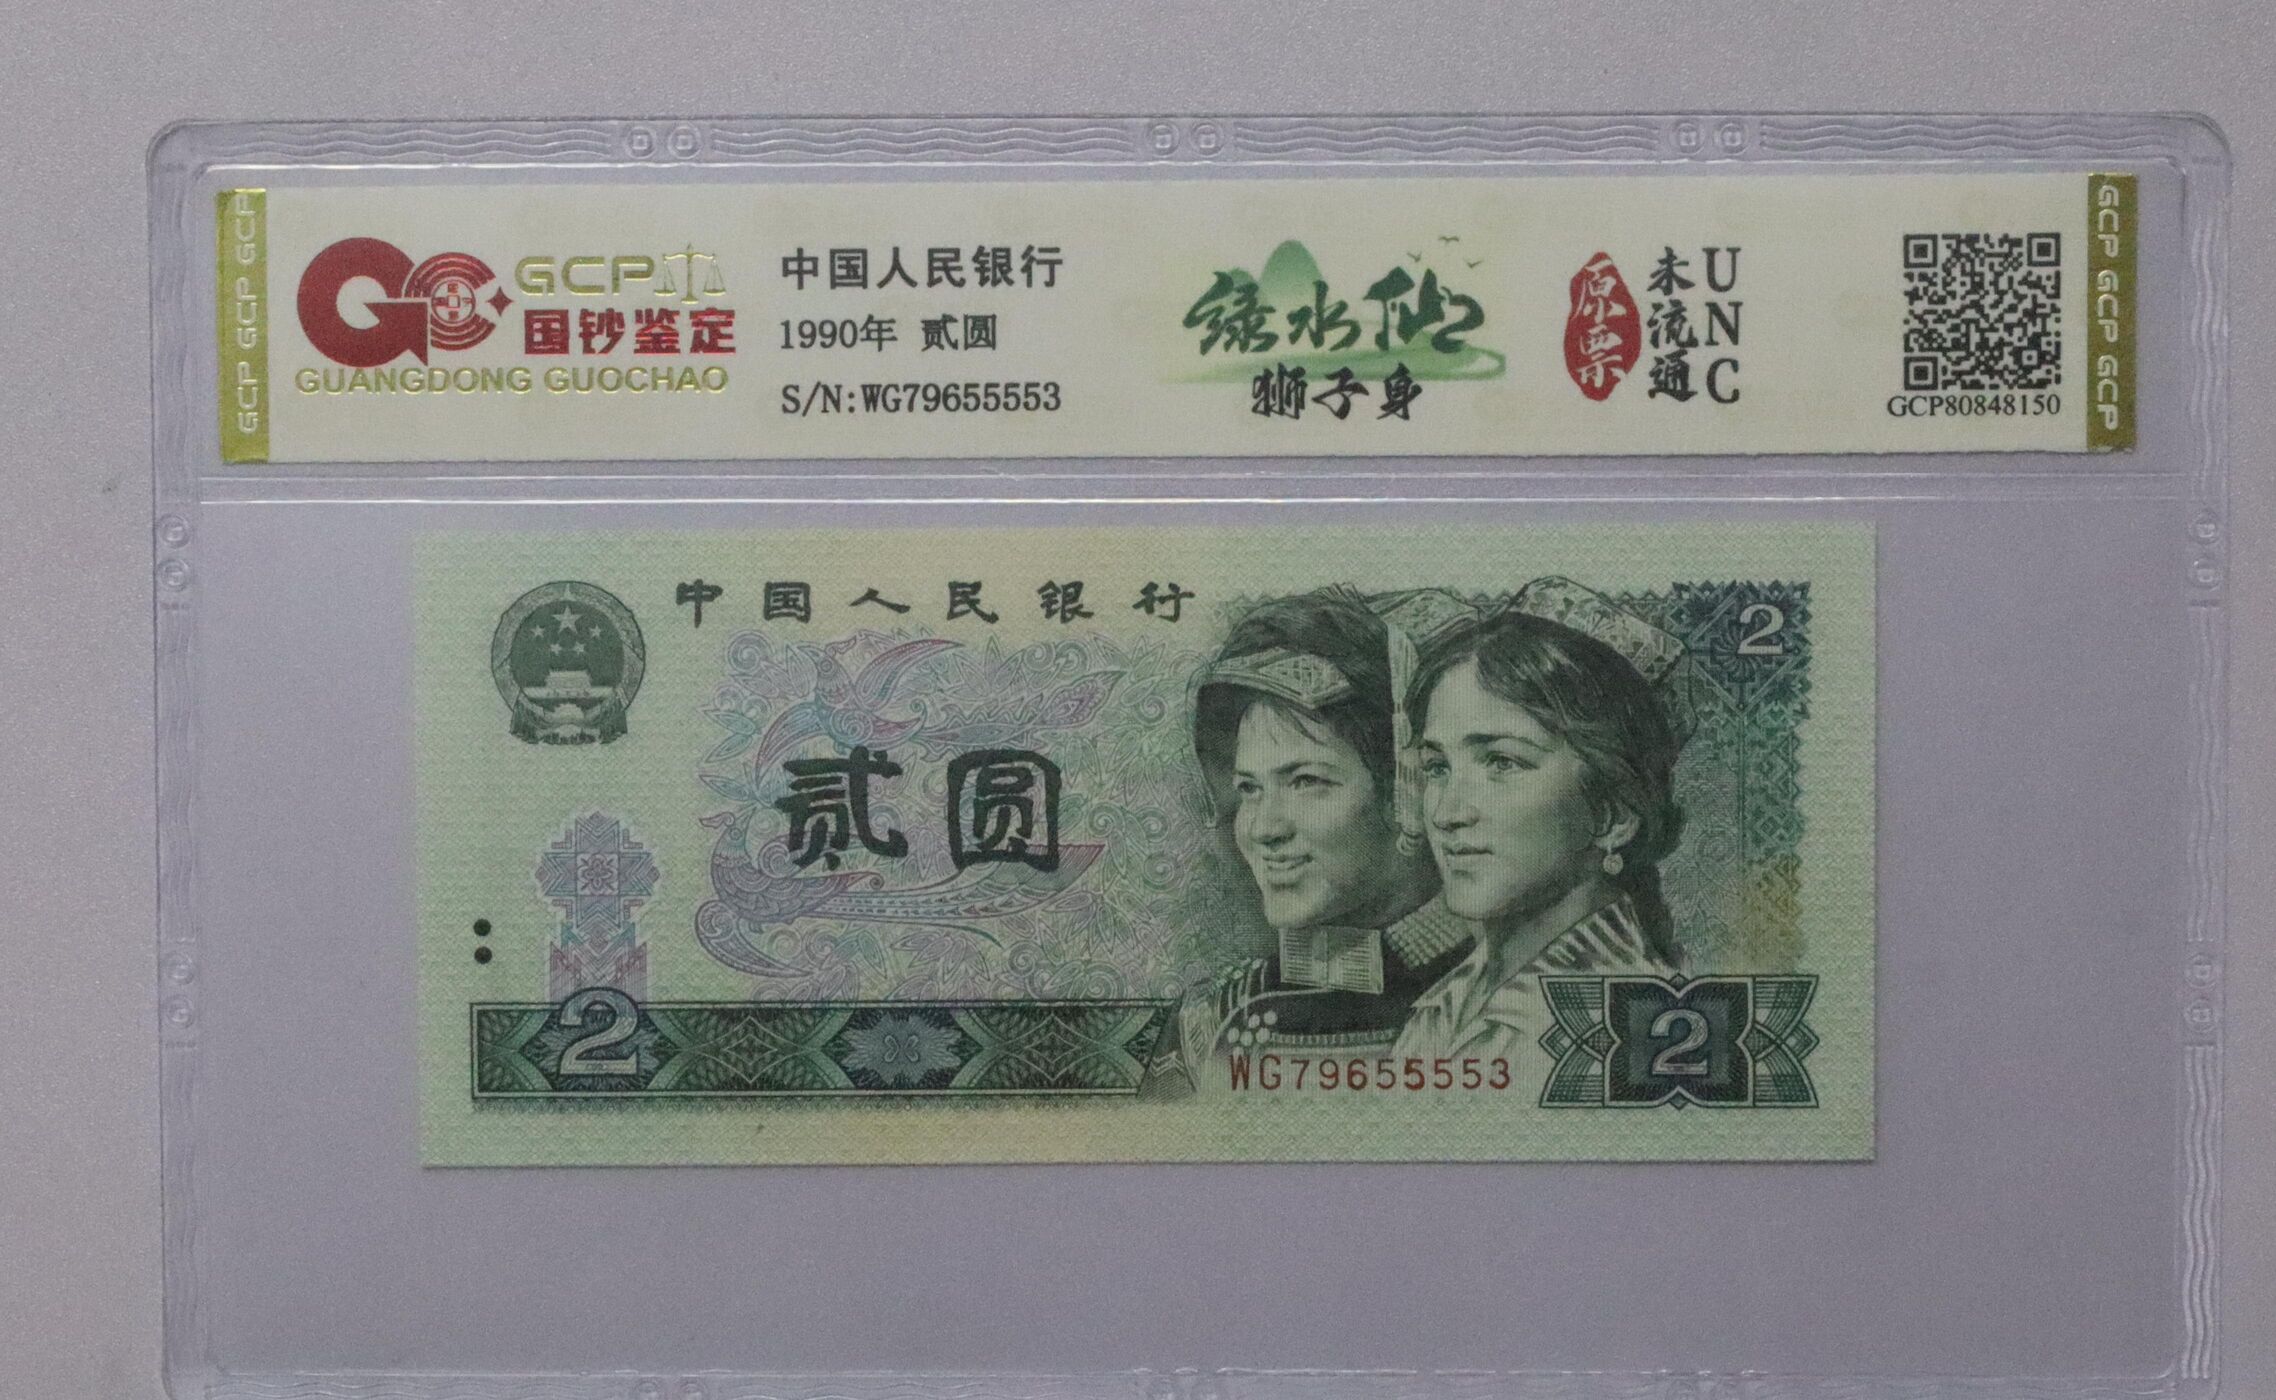 GCP GCP GCP
GCP
国钞鉴定
GUANGDONG GUOCHAO
中国人民银行
1990年 贰圆
S/N:WG79655553
绿水仙
狮子身
原票
未流通
UNC
GCP80848150
GCP GCP GCP
中国人民银行
2
贰圆
2
WG79655553
2